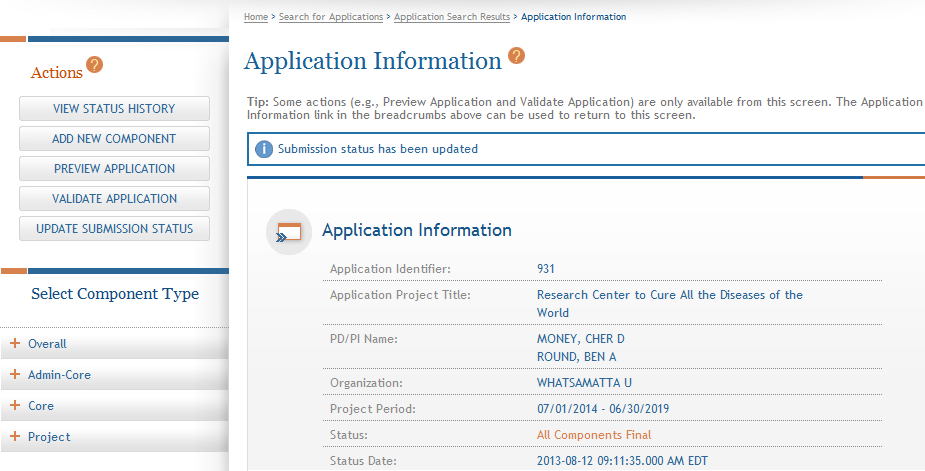 Home > Search for Applications > Application Search Results > Application Information
Actions ?
VIEW STATUS HISTORY
ADD NEW COMPONENT
PREVIEW APPLICATION
VALIDATE APPLICATION
UPDATE SUBMISSION STATUS
Select Component Type
+ Overall
+ Admin-Core
+ Core
+ Project
Application Information ?
Tip: Some actions (e.g., Preview Application and Validate Application) are only available from this screen. The Application
Information link in the breadcrumbs above can be used to return to this screen.
i Submission status has been updated
Application Information
Application Identifier: 931
Application Project Title: Research Center to Cure All the Diseases of the
World
PD/PI Name: MONEY, CHER D
ROUND, BEN A
Organization: WHATSAMATTA U
Project Period: 07/01/2014 - 06/30/2019
Status: All Components Final
Status Date: 2013-08-12 09:11:35.000 AM EDT